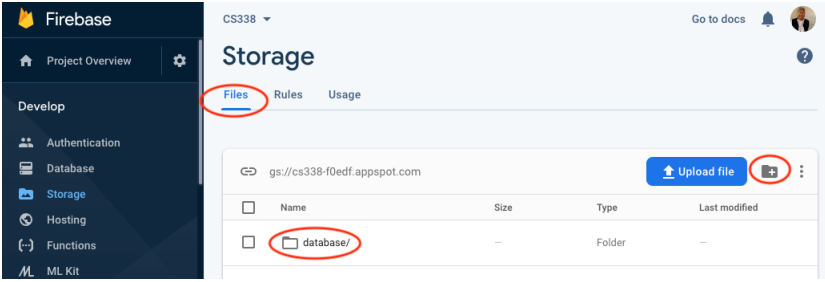 Firebase
Project Overview
Develop
Authentication
Database
Storage
Hosting
Functions
ML Kit
CS338
Go to docs
Storage
Files Rules Usage
gs://cs338-f0edf.appspot.com
Upload file
Name Size Type Last modified
database/ – Folder –